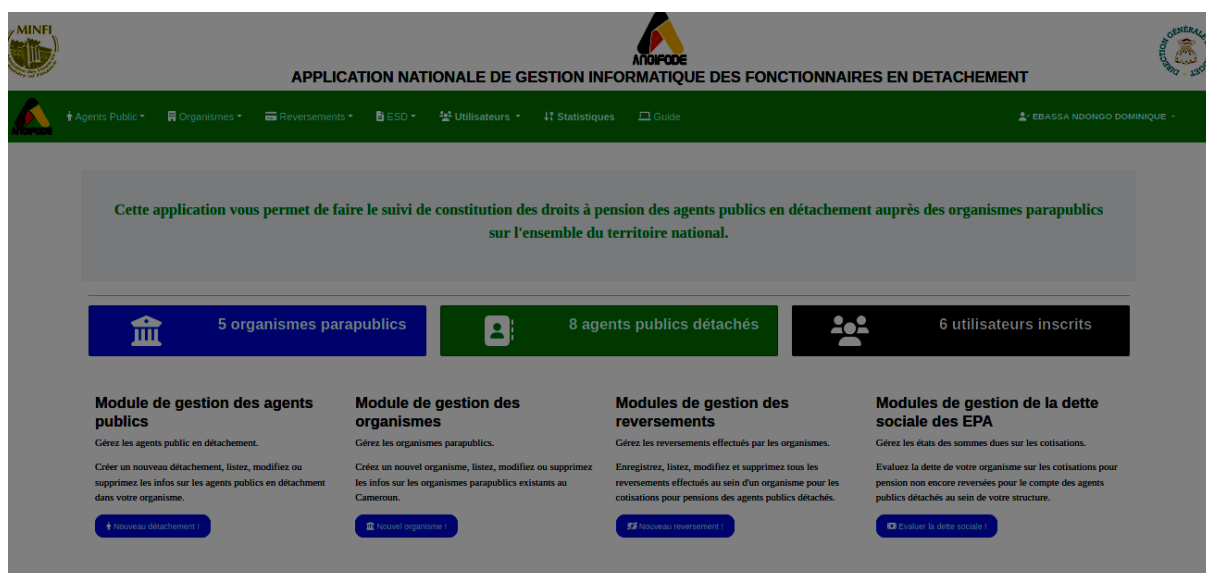 MINFI
ANGIFODE
APPLICATION NATIONALE DE GESTION INFORMATIQUE DES FONCTIONNAIRES EN DETACHEMENT
Agents Public
Organismes
Reversements
ESD
Utilisateurs
Statistiques
Guide
EBASSA NDONGO DOMINIQUE
Cette application vous permet de faire le suivi de constitution des droits à pension des agents publics en détachement auprès des organismes parapublics
sur l'ensemble du territoire national.
5 organismes parapublics
8 agents publics détachés
6 utilisateurs inscrits
Module de gestion des agents
publics
Gérez les agents public en détachement.
Créer un nouveau détachement, listez, modifiez ou
supprimez les infos sur les agents publics en détachment
dans votre organisme.
Nouveau détachement !
Module de gestion des
organismes
Gérez les organismes parapublics.
Créez un nouvel organisme, listez, modifiez ou supprimez
les infos sur les organismes parapublics existants au
Cameroun.
Nouvel organisme !
Modules de gestion des
reversements
Gérez les reversements effectués par les organismes.
Enregistrez, listez, modifiez et supprimez tous les
reversements effectués au sein d'un organisme pour les
cotisations pour pensions des agents publics détachés.
Nouveau reversement !
Modules de gestion de la dette
sociale des EPA
Gérez les états des sommes dues sur les cotisations.
Evaluez la dette de votre organisme sur les cotisations pour
pension non encore reversées pour le compte des agents
publics détachés au sein de votre structure.
Evaluer la dette sociale !